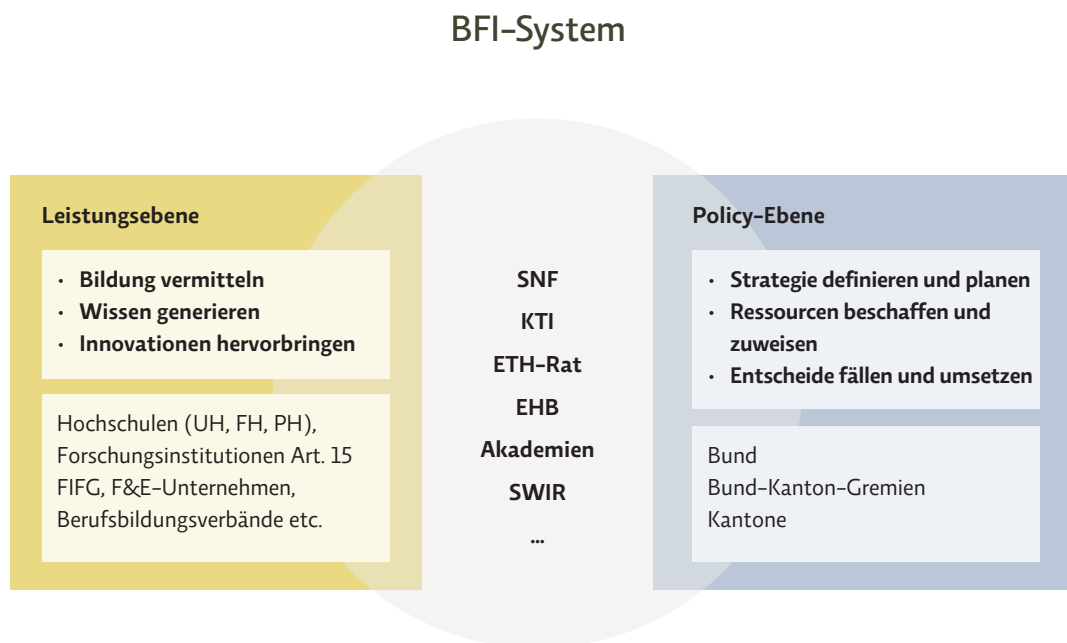 BFI–System
Leistungsebene
· Bildung vermitteln
· Wissen generieren
· Innovationen hervorbringen
Hochschulen (UH, FH, PH),
Forschungsinstitutionen Art. 15
FIFG, F&E–Unternehmen,
Berufsbildungsverbände etc.
SNF
KTI
ETH–Rat
EHB
Akademien
SWIR
...
Policy–Ebene
· Strategie definieren und planen
· Ressourcen beschaffen und
zuweisen
· Entscheide fällen und umsetzen
Bund
Bund–Kanton–Gremien
Kantone